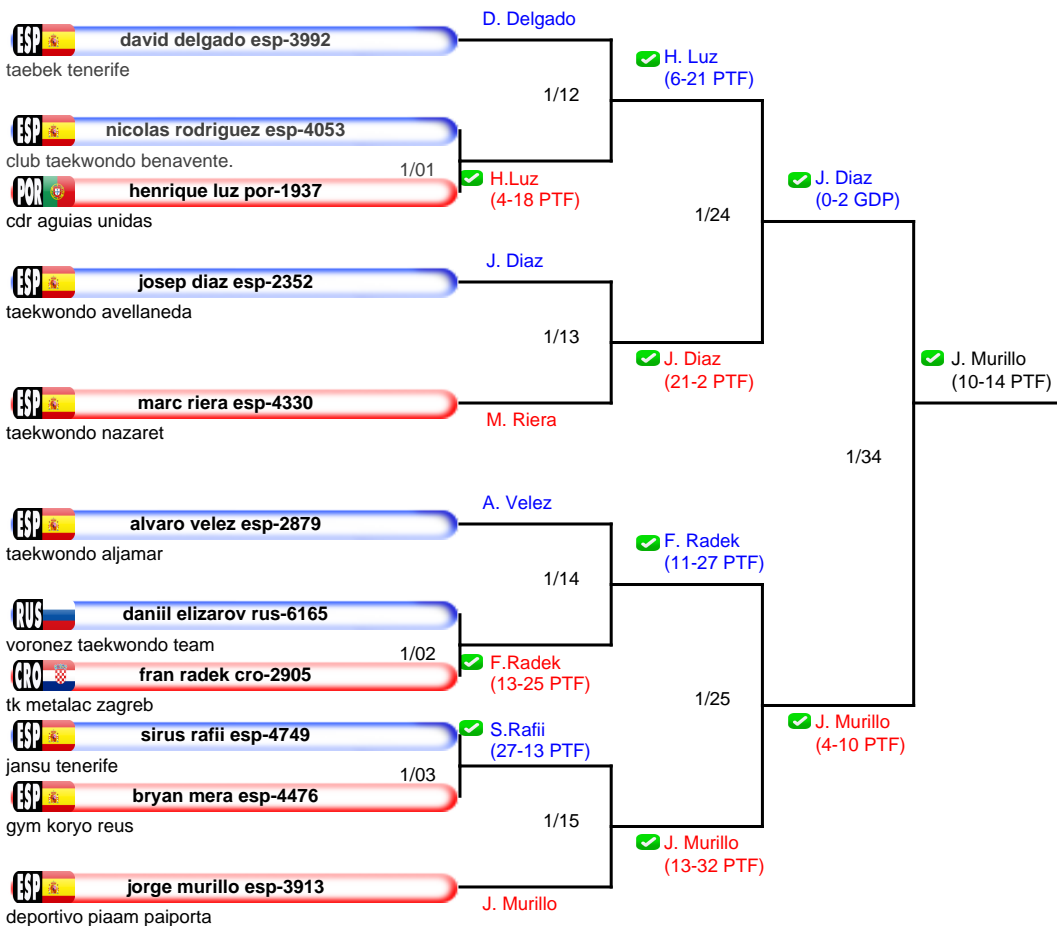 D. Delgado
ESP david delgado esp-3992
taebek tenerife
H. Luz
(6-21 PTF)
1/12
ESP nicolas rodriguez esp-4053
club taekwondo benavente.
1/01
H.Luz
(4-18 PTF)
POR henrique luz por-1937
cdr aguias unidas
J. Diaz
(0-2 GDP)
1/24
J. Diaz
ESP josep diaz esp-2352
taekwondo avellaneda
1/13
J. Diaz
(21-2 PTF)
J. Murillo
(10-14 PTF)
ESP marc riera esp-4330
M. Riera
taekwondo nazaret
1/34
A. Velez
ESP alvaro velez esp-2879
taekwondo aljamar
F. Radek
(11-27 PTF)
1/14
RUS daniil elizarov rus-6165
voronez taekwondo team
1/02
F.Radek
(13-25 PTF)
CRO fran radek cro-2905
tk metalac zagreb
1/25
J. Murillo
(4-10 PTF)
ESP sirus rafii esp-4749
S.Rafii
(27-13 PTF)
jansu tenerife
1/03
ESP bryan mera esp-4476
gym koryo reus
1/15
J. Murillo
(13-32 PTF)
ESP jorge murillo esp-3913
J. Murillo
deportivo piaam paiporta